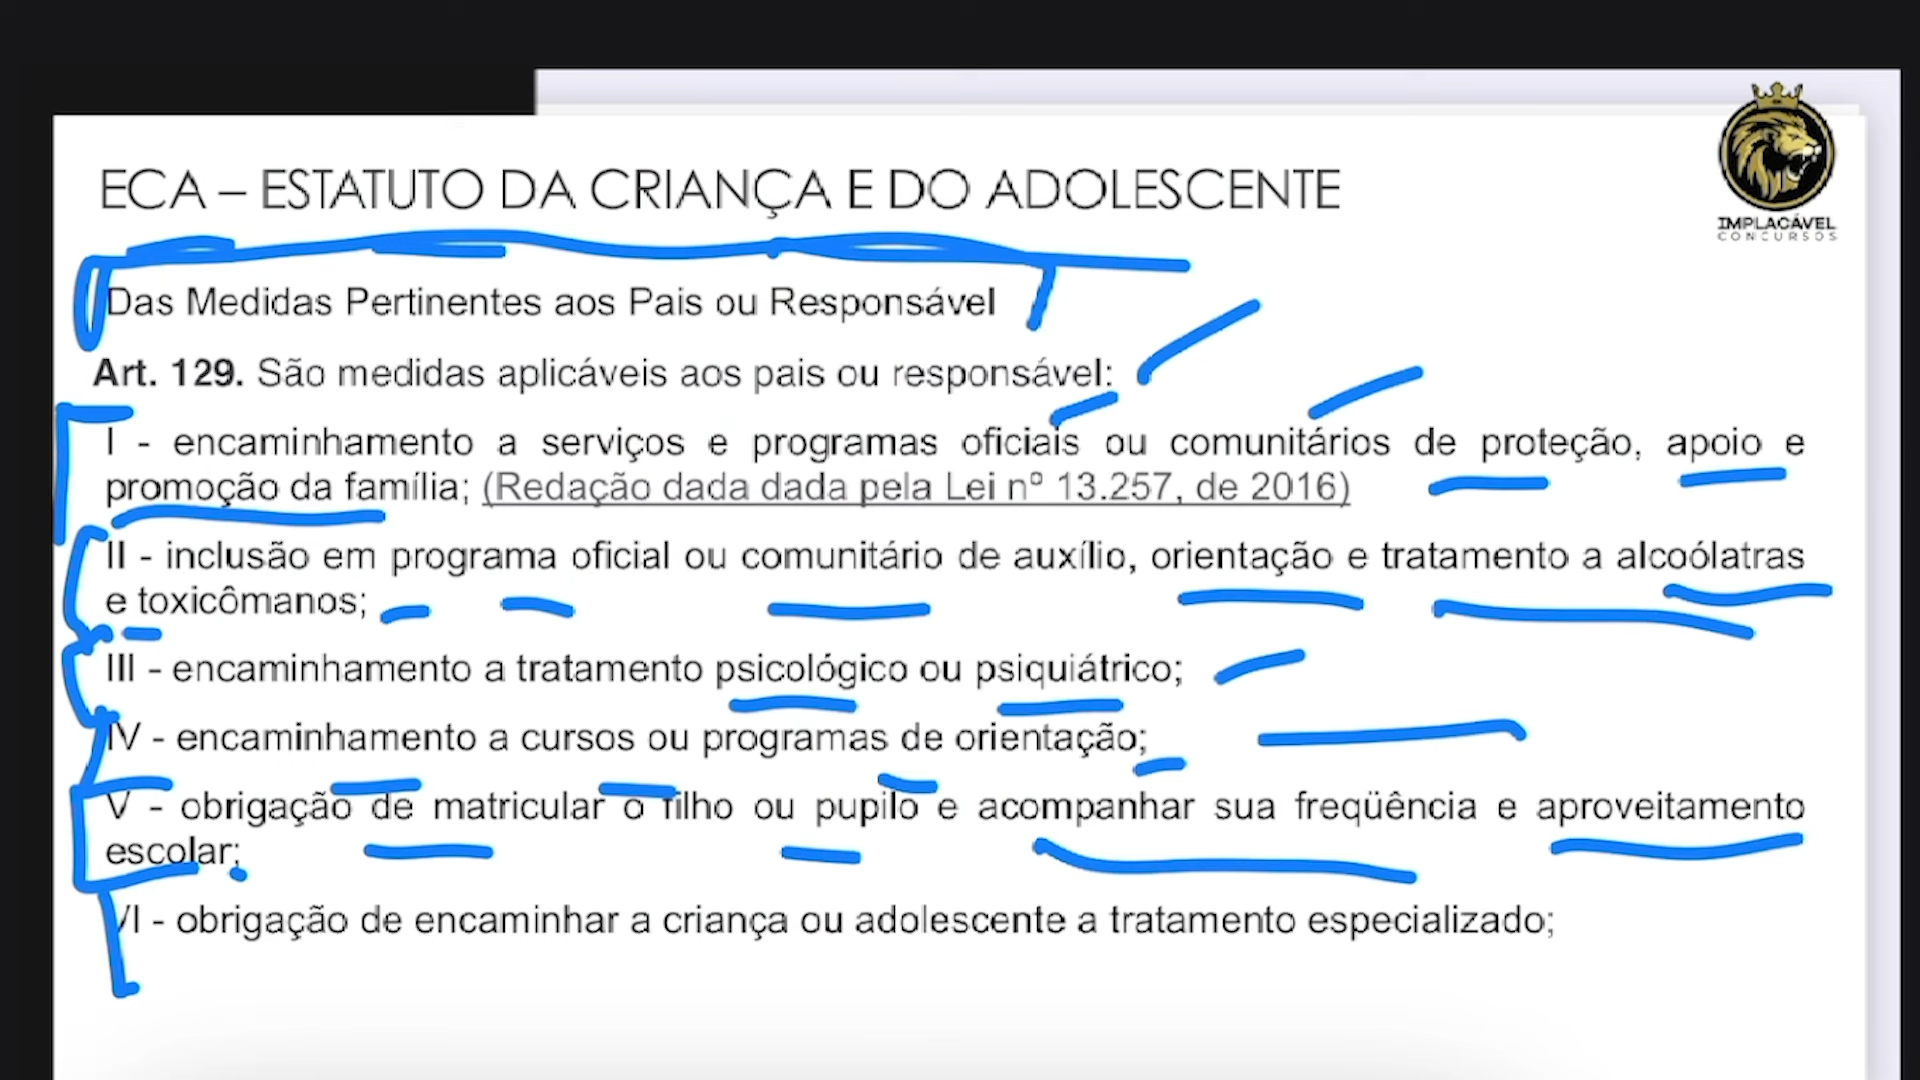 ECA – ESTATUTO DA CRIANÇA E DO ADOLESCENTE
IMPLACÁVEL
CONCURSOS
Das Medidas Pertinentes aos Pais ou Responsável
Art. 129. São medidas aplicáveis aos pais ou responsável:
I - encaminhamento a serviços e programas oficiais ou comunitários de proteção, apoio e
promoção da família; (Redação dada dada pela Lei nº 13.257, de 2016)
II - inclusão em programa oficial ou comunitário de auxílio, orientação e tratamento a alcoólatras
e toxicômanos;
III - encaminhamento a tratamento psicológico ou psiquiátrico;
IV - encaminhamento a cursos ou programas de orientação;
V - obrigação de matricular o filho ou pupilo e acompanhar sua freqüência e aproveitamento
escolar;
VI - obrigação de encaminhar a criança ou adolescente a tratamento especializado;